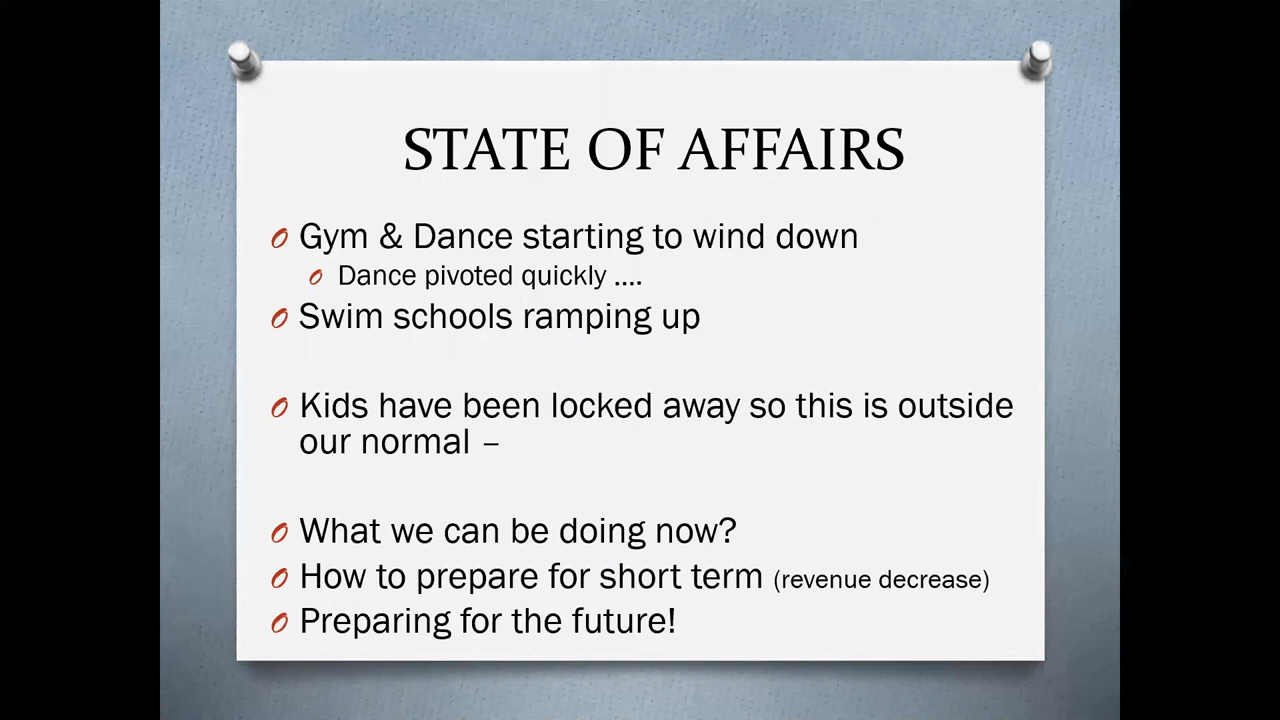 STATE OF AFFAIRS
Gym & Dance starting to wind down
Dance pivoted quickly ....
Swim schools ramping up
Kids have been locked away so this is outside
our normal –
What we can be doing now?
How to prepare for short term (revenue decrease)
Preparing for the future!